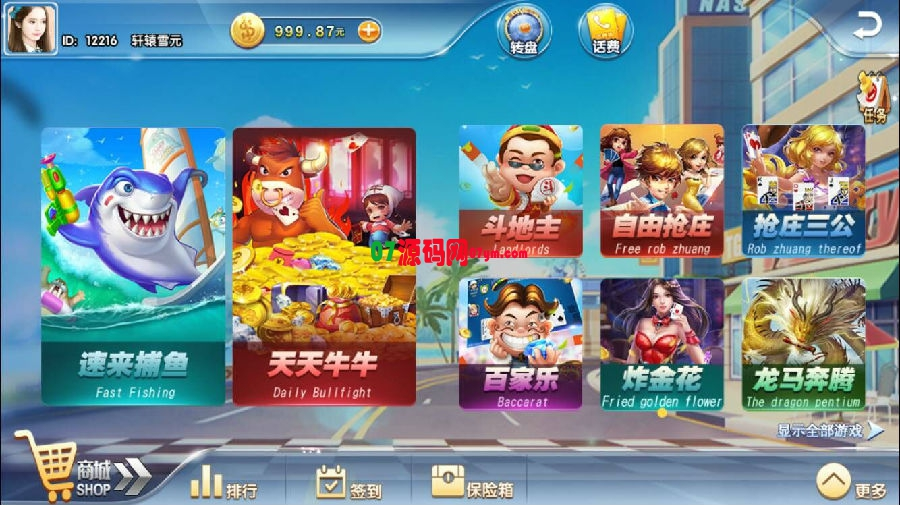 NAS
ID: 12216 轩辕雪元
999.87元
转盘
话费
任务
速来捕鱼
Fast Fishing
天天牛牛
Daily Bullfight
斗地主
Landlords
自由抢庄
Free rob zhuang
抢庄三公
Rob zhuang thereof
07源码网
百家乐
Baccarat
炸金花
Fried golden flower
龙马奔腾
The dragon pentium
显示全部游戏
商城
SHOP
排行
签到
保险箱
更多